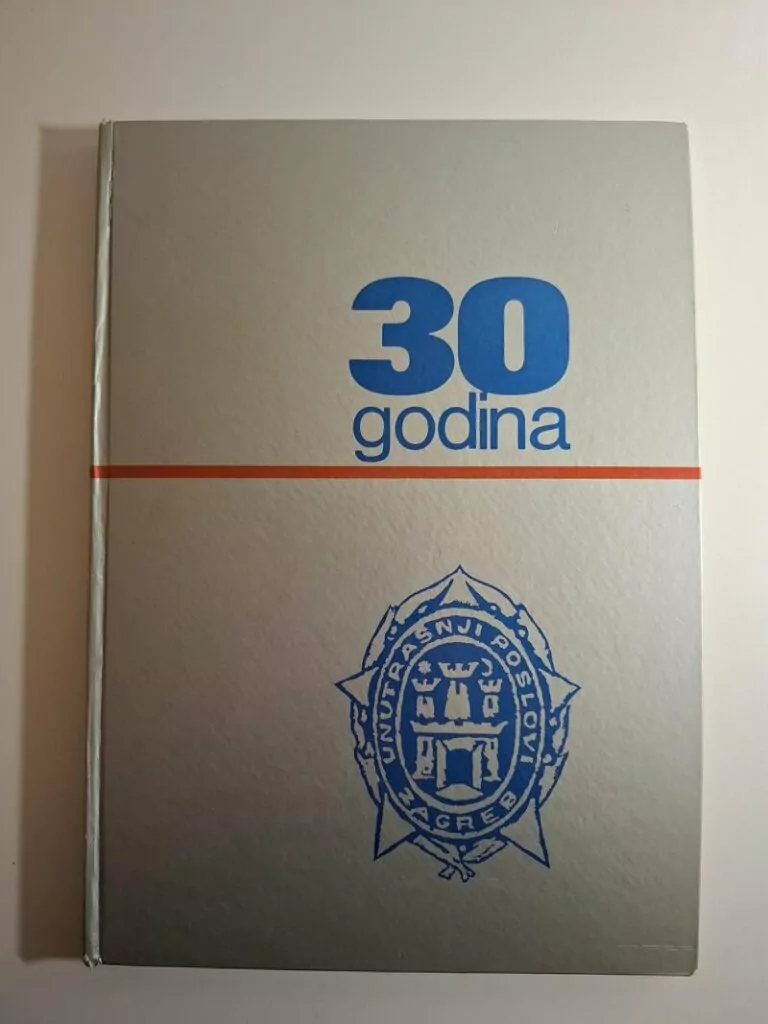 30
godina
UNUTRAŠNJI POSLOVI
ZAGREB